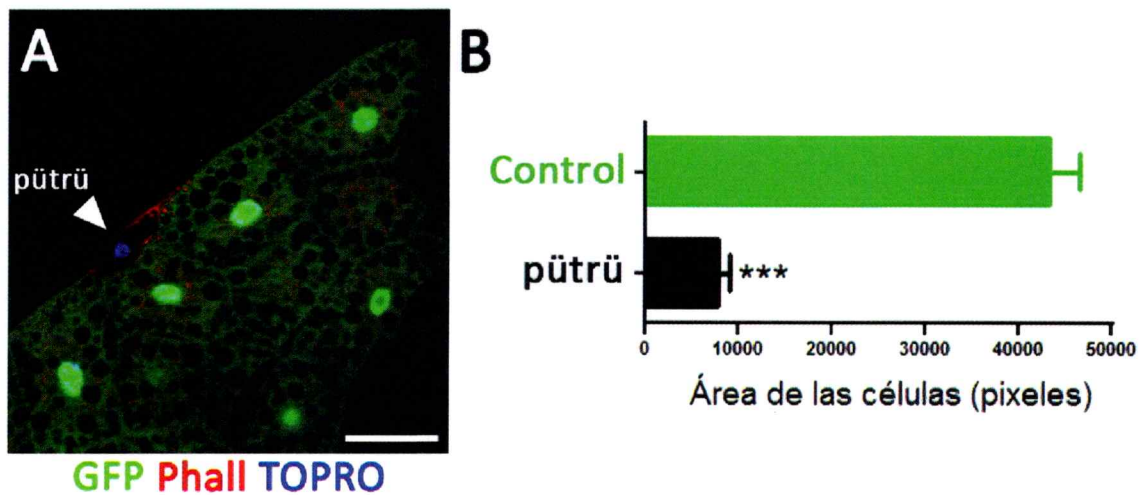 A
pütrü
GFP Phall TOPRO
B
Control
pütrü
***
0 10000 20000 30000 40000 50000
Área de las células (pixeles)